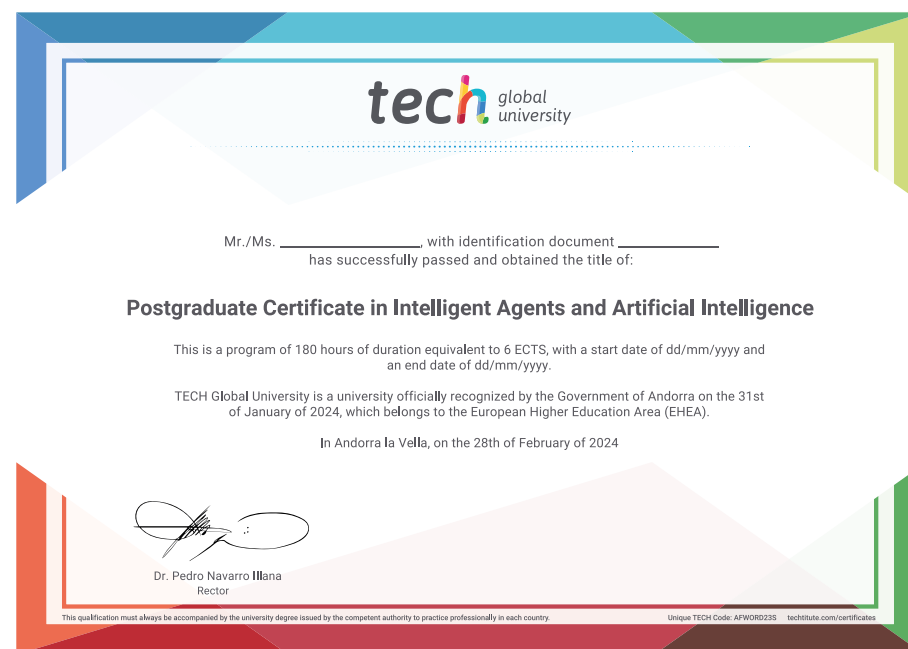 tech global
university
Mr./Ms. ____________________, with identification document ______________
has successfully passed and obtained the title of:
Postgraduate Certificate in Intelligent Agents and Artificial Intelligence
This is a program of 180 hours of duration equivalent to 6 ECTS, with a start date of dd/mm/yyyy and
an end date of dd/mm/yyyy.
TECH Global University is a university officially recognized by the Government of Andorra on the 31st
of January of 2024, which belongs to the European Higher Education Area (EHEA).
In Andorra la Vella, on the 28th of February of 2024
Dr. Pedro Navarro Illana
Rector
This qualification must always be accompanied by the university degree issued by the competent authority to practice professionally in each country.
Unique TECH Code: AFWORD23S techtitute.com/certificates